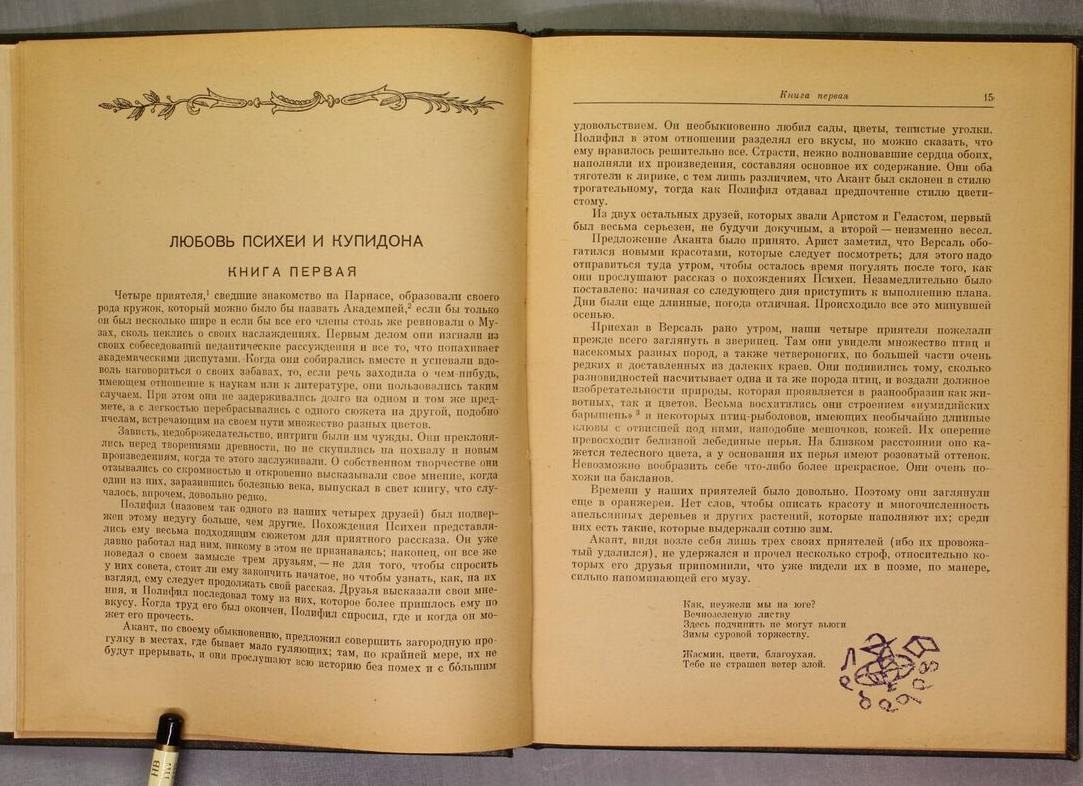 ЛЮБОВЬ ПСИХЕИ И КУПИДОНА
КНИГА ПЕРВАЯ
Четыре приятеля,¹ сведшие знакомство на Парнасе, образовали своего
рода кружок, который можно было бы назвать Академией,² если бы только
он был несколько шире и если бы все его члены столь же ревновали о Му-
зах, сколь пеклись о своих наслаждениях. Первым делом они изгнали из
своих собеседований педантические рассуждения и все то, что попахивает
академическими диспутами. Когда они собирались вместе и успевали вдо-
воль наговориться о своих забавах, то, если речь заходила о чем-нибудь,
имеющем отношение к наукам или к литературе, они пользовались таким
случаем. При этом они не задерживались долго на одном и том же пред-
мете, а с легкостью перебрасывались с одного сюжета на другой, подобно
пчелам, встречающим на своем пути множество разных цветов.
Зависть, недоброжелательство, интриги были им чужды. Они преклоня-
лись перед творениями древности, но не скупились на похвалу и новым
произведениям, когда те этого заслуживали. О собственном творчестве они
отзывались со скромностью и откровенно высказывали свое мнение, когда
один из них, заразившись болезнью века, выпускал в свет книгу, что слу-
чалось, впрочем, довольно редко.
Полифил (назовем так одного из наших четырех друзей) был подвер-
жен этому недугу больше, чем другие. Похождения Психеи представля-
лись ему весьма подходящим сюжетом для приятного рассказа. Он уже
давно работал над ним, никому в этом не признаваясь; наконец, он все же
поведал о своем замысле трем друзьям, — не для того, чтобы спросить
у них совета, стоит ли ему закончить начатое, но чтобы узнать, как, на их
взгляд, ему следует продолжать свой рассказ. Друзья высказали свои мне-
ния, и Полифил последовал тому из них, которое более пришлось ему по
вкусу. Когда труд его был окончен, Полифил спросил, где и когда он мо-
жет его прочесть.
Акант, по своему обыкновению, предложил совершить загородную про-
гулку в местах, где бывает мало гуляющих; там, по крайней мере, их не
будут прерывать, и они прослушают всю историю без помех и с бо́льшим
Книга первая 15
удовольствием. Он необыкновенно любил сады, цветы, тенистые уголки.
Полифил в этом отношении разделял его вкусы, но можно сказать, что
ему нравилось решительно все. Страсти, нежно волновавшие сердца обоих,
наполняли их произведения, составляя основное их содержание. Они оба
тяготели к лирике, с тем лишь различием, что Акант был склонен в стилю
трогательному, тогда как Полифил отдавал предпочтение стилю цвети-
стому.
Из двух остальных друзей, которых звали Аристом и Геластом, первый
был весьма серьезен, не будучи докучным, а второй — неизменно весел.
Предложение Аканта было принято. Арист заметил, что Версаль обо-
гатился новыми красотами, которые следует посмотреть; для этого надо
отправиться туда утром, чтобы осталось время погулять после того, как
они прослушают рассказ о похождениях Психеи. Незамедлительно было
поставлено: начиная со следующего дня приступить к выполнению плана.
Дни были еще длинные, погода отличная. Происходило все это минувшей
осенью.
Приехав в Версаль рано утром, наши четыре приятеля пожелали
прежде всего заглянуть в зверинец. Там они увидели множество птиц и
насекомых разных пород, а также четвероногих, по большей части очень
редких и доставленных из далеких краев. Они подивились тому, сколько
разновидностей насчитывает одна и та же порода птиц, и воздали должное
изобретательности природы, которая проявляется в разнообразии как жи-
вотных, так и цветов. Весьма восхитились они строением «нумидийских
барышень» ³ и некоторых птиц-рыболовов, имеющих необычайно длинные
клювы с отвисшей под ними, наподобие мешочков, кожей. Их оперение
превосходит белизной лебединые перья. На близком расстоянии оно ка-
жется телесного цвета, а у основания их перья имеют розоватый оттенок.
Невозможно вообразить себе что-либо более прекрасное. Они очень по-
хожи на бакланов.
Времени у наших приятелей было довольно. Поэтому они заглянули
еще в оранжереи. Нет слов, чтобы описать красоту и многочисленность
апельсинных деревьев и других растений, которые наполняют их; среди
них есть такие, которые выдержали сотню зим.
Акант, видя возле себя лишь трех своих приятелей (ибо их провожа-
тый удалился), не удержался и прочел несколько строф, относительно ко-
торых его друзья припомнили, что уже видели их в поэме, по манере,
сильно напоминающей его музу.
Как, неужели мы на юге?
Вечнозеленую листву
Здесь подчинить не могут вьюги
Зимы суровой торжеству.
Жасмин, цвети, благоухая.
Тебе не страшен ветер злой.
HB